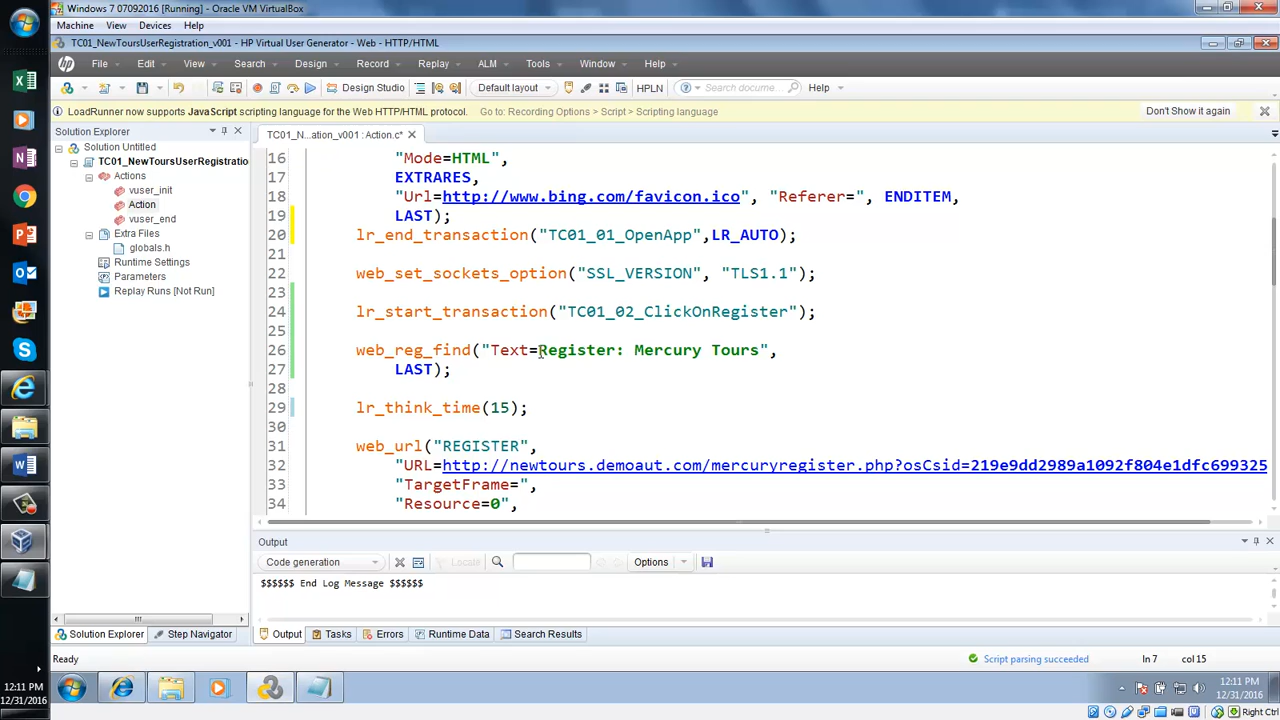 Windows 7 07092016 [Running] - Oracle VM VirtualBox
Machine View Devices Help
TC01_NewToursUserRegistration_v001 - HP Virtual User Generator - Web - HTTP/HTML
File Edit View Search Design Record Replay ALM Tools Window Help
Design Studio Default layout HPLN Search docume... Help
LoadRunner now supports JavaScript scripting language for the Web HTTP/HTML protocol. Go to: Recording Options > Script > Scripting language Don't Show it again
Solution Explorer
Solution Untitled
TC01_NewToursUserRegistratio
Actions
vuser_init
Action
vuser_end
Extra Files
globals.h
Runtime Settings
Parameters
Replay Runs [Not Run]
Solution Explorer Step Navigator
TC01_N...ation_v001 : Action.c*
16 "Mode=HTML",
17 EXTRARES,
18 "Url=http://www.bing.com/favicon.ico", "Referer=", ENDITEM,
19 LAST);
20 lr_end_transaction("TC01_01_OpenApp",LR_AUTO);
21
22 web_set_sockets_option("SSL_VERSION", "TLS1.1");
23
24 lr_start_transaction("TC01_02_ClickOnRegister");
25
26 web_reg_find("Text=Register: Mercury Tours",
27 LAST);
28
29 lr_think_time(15);
30
31 web_url("REGISTER",
32 "URL=http://newtours.demoaut.com/mercuryregister.php?osCsid=219e9dd2989a1092f804e1dfc699325
33 "TargetFrame=",
34 "Resource=0",
Output
Code generation Locate Options
$$$$$$ End Log Message $$$$$$
Output Tasks Errors Runtime Data Search Results
Ready Script parsing succeeded ln 7 col 15
12:11 PM
12/31/2016
12:11 PM
12/31/2016
Right Ctrl